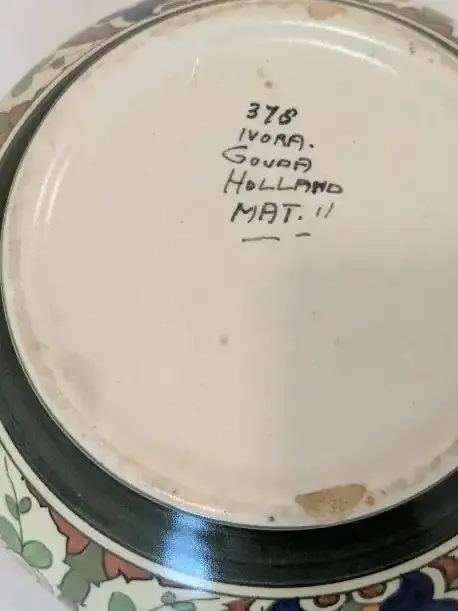 378
IVORA.
GOUDA
HOLLAND
MAT. 11